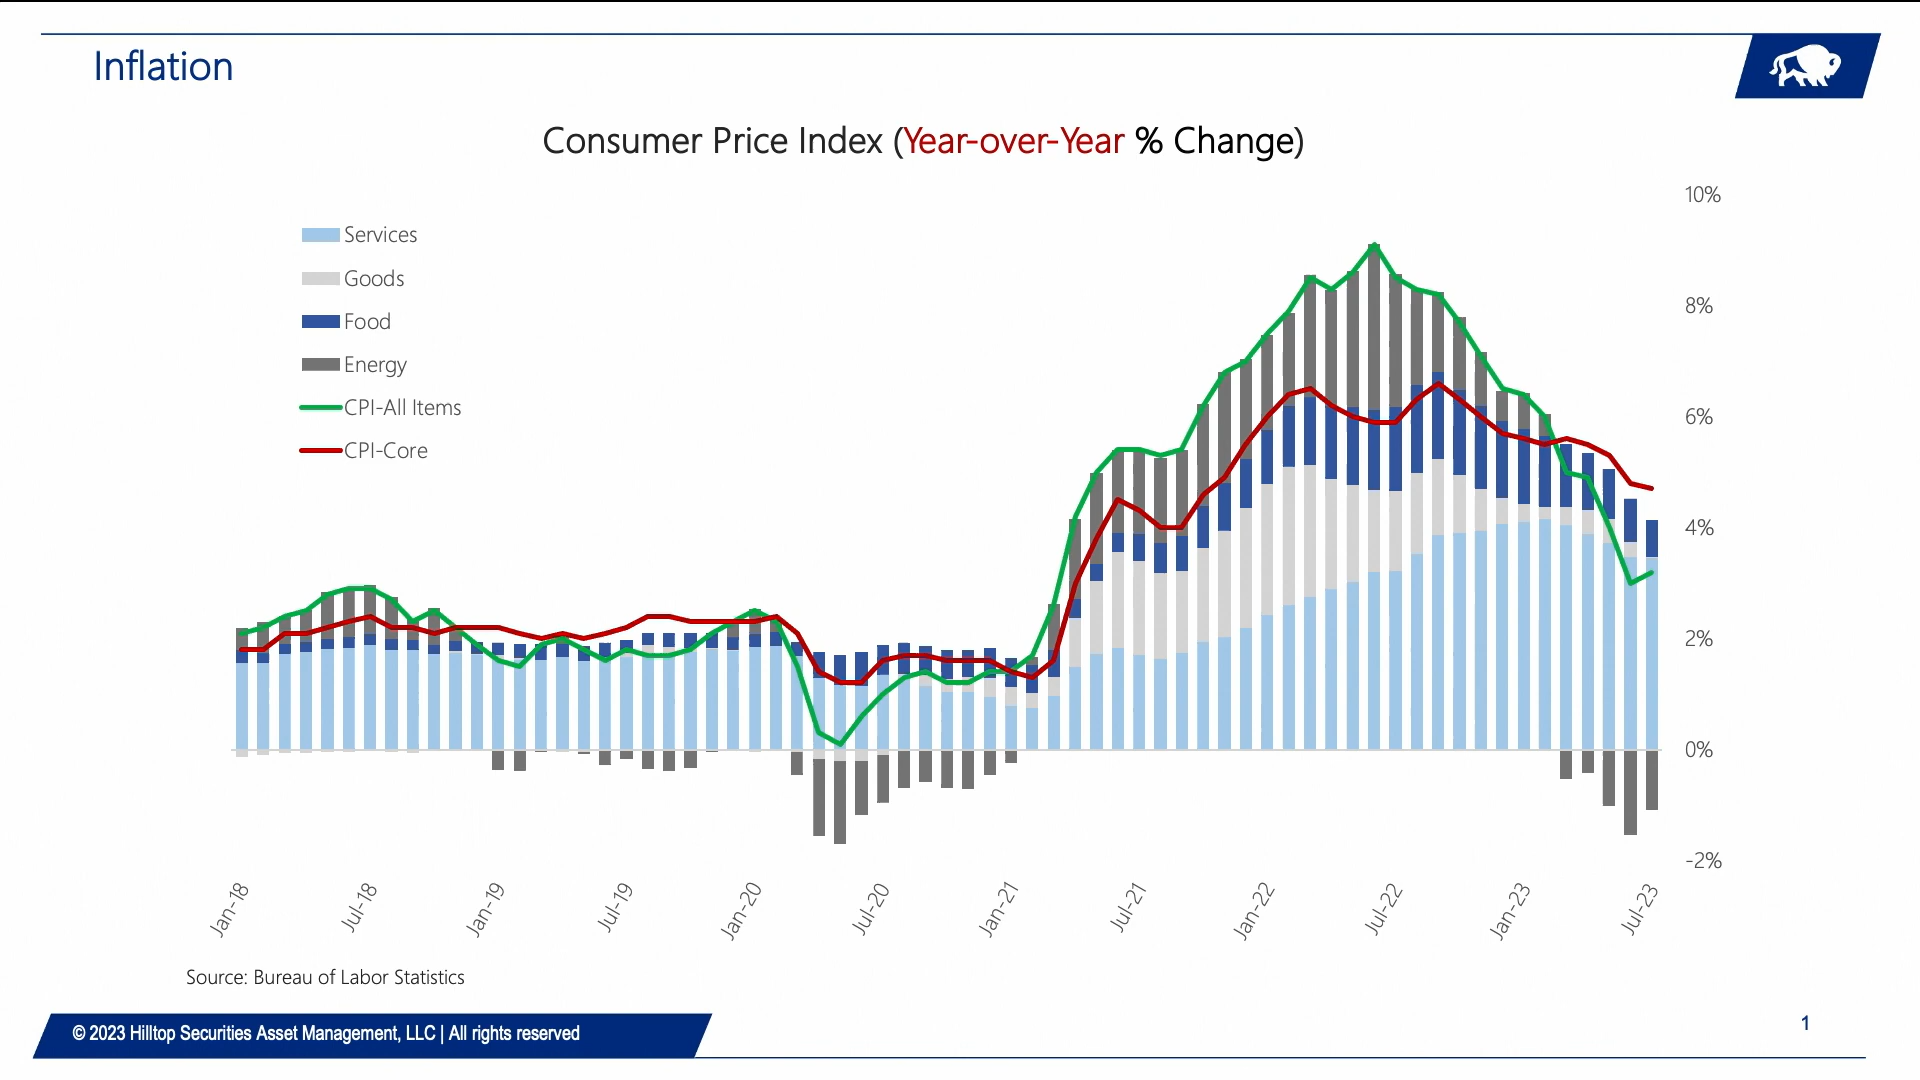 Inflation
Consumer Price Index (Year-over-Year % Change)
Services
Goods
Food
Energy
CPI-All Items
CPI-Core
10%
8%
6%
4%
2%
0%
-2%
Jan-18
Jul-18
Jan-19
Jul-19
Jan-20
Jul-20
Jan-21
Jul-21
Jan-22
Jul-22
Jan-23
Jul-23
Source: Bureau of Labor Statistics
© 2023 Hilltop Securities Asset Management, LLC | All rights reserved
1